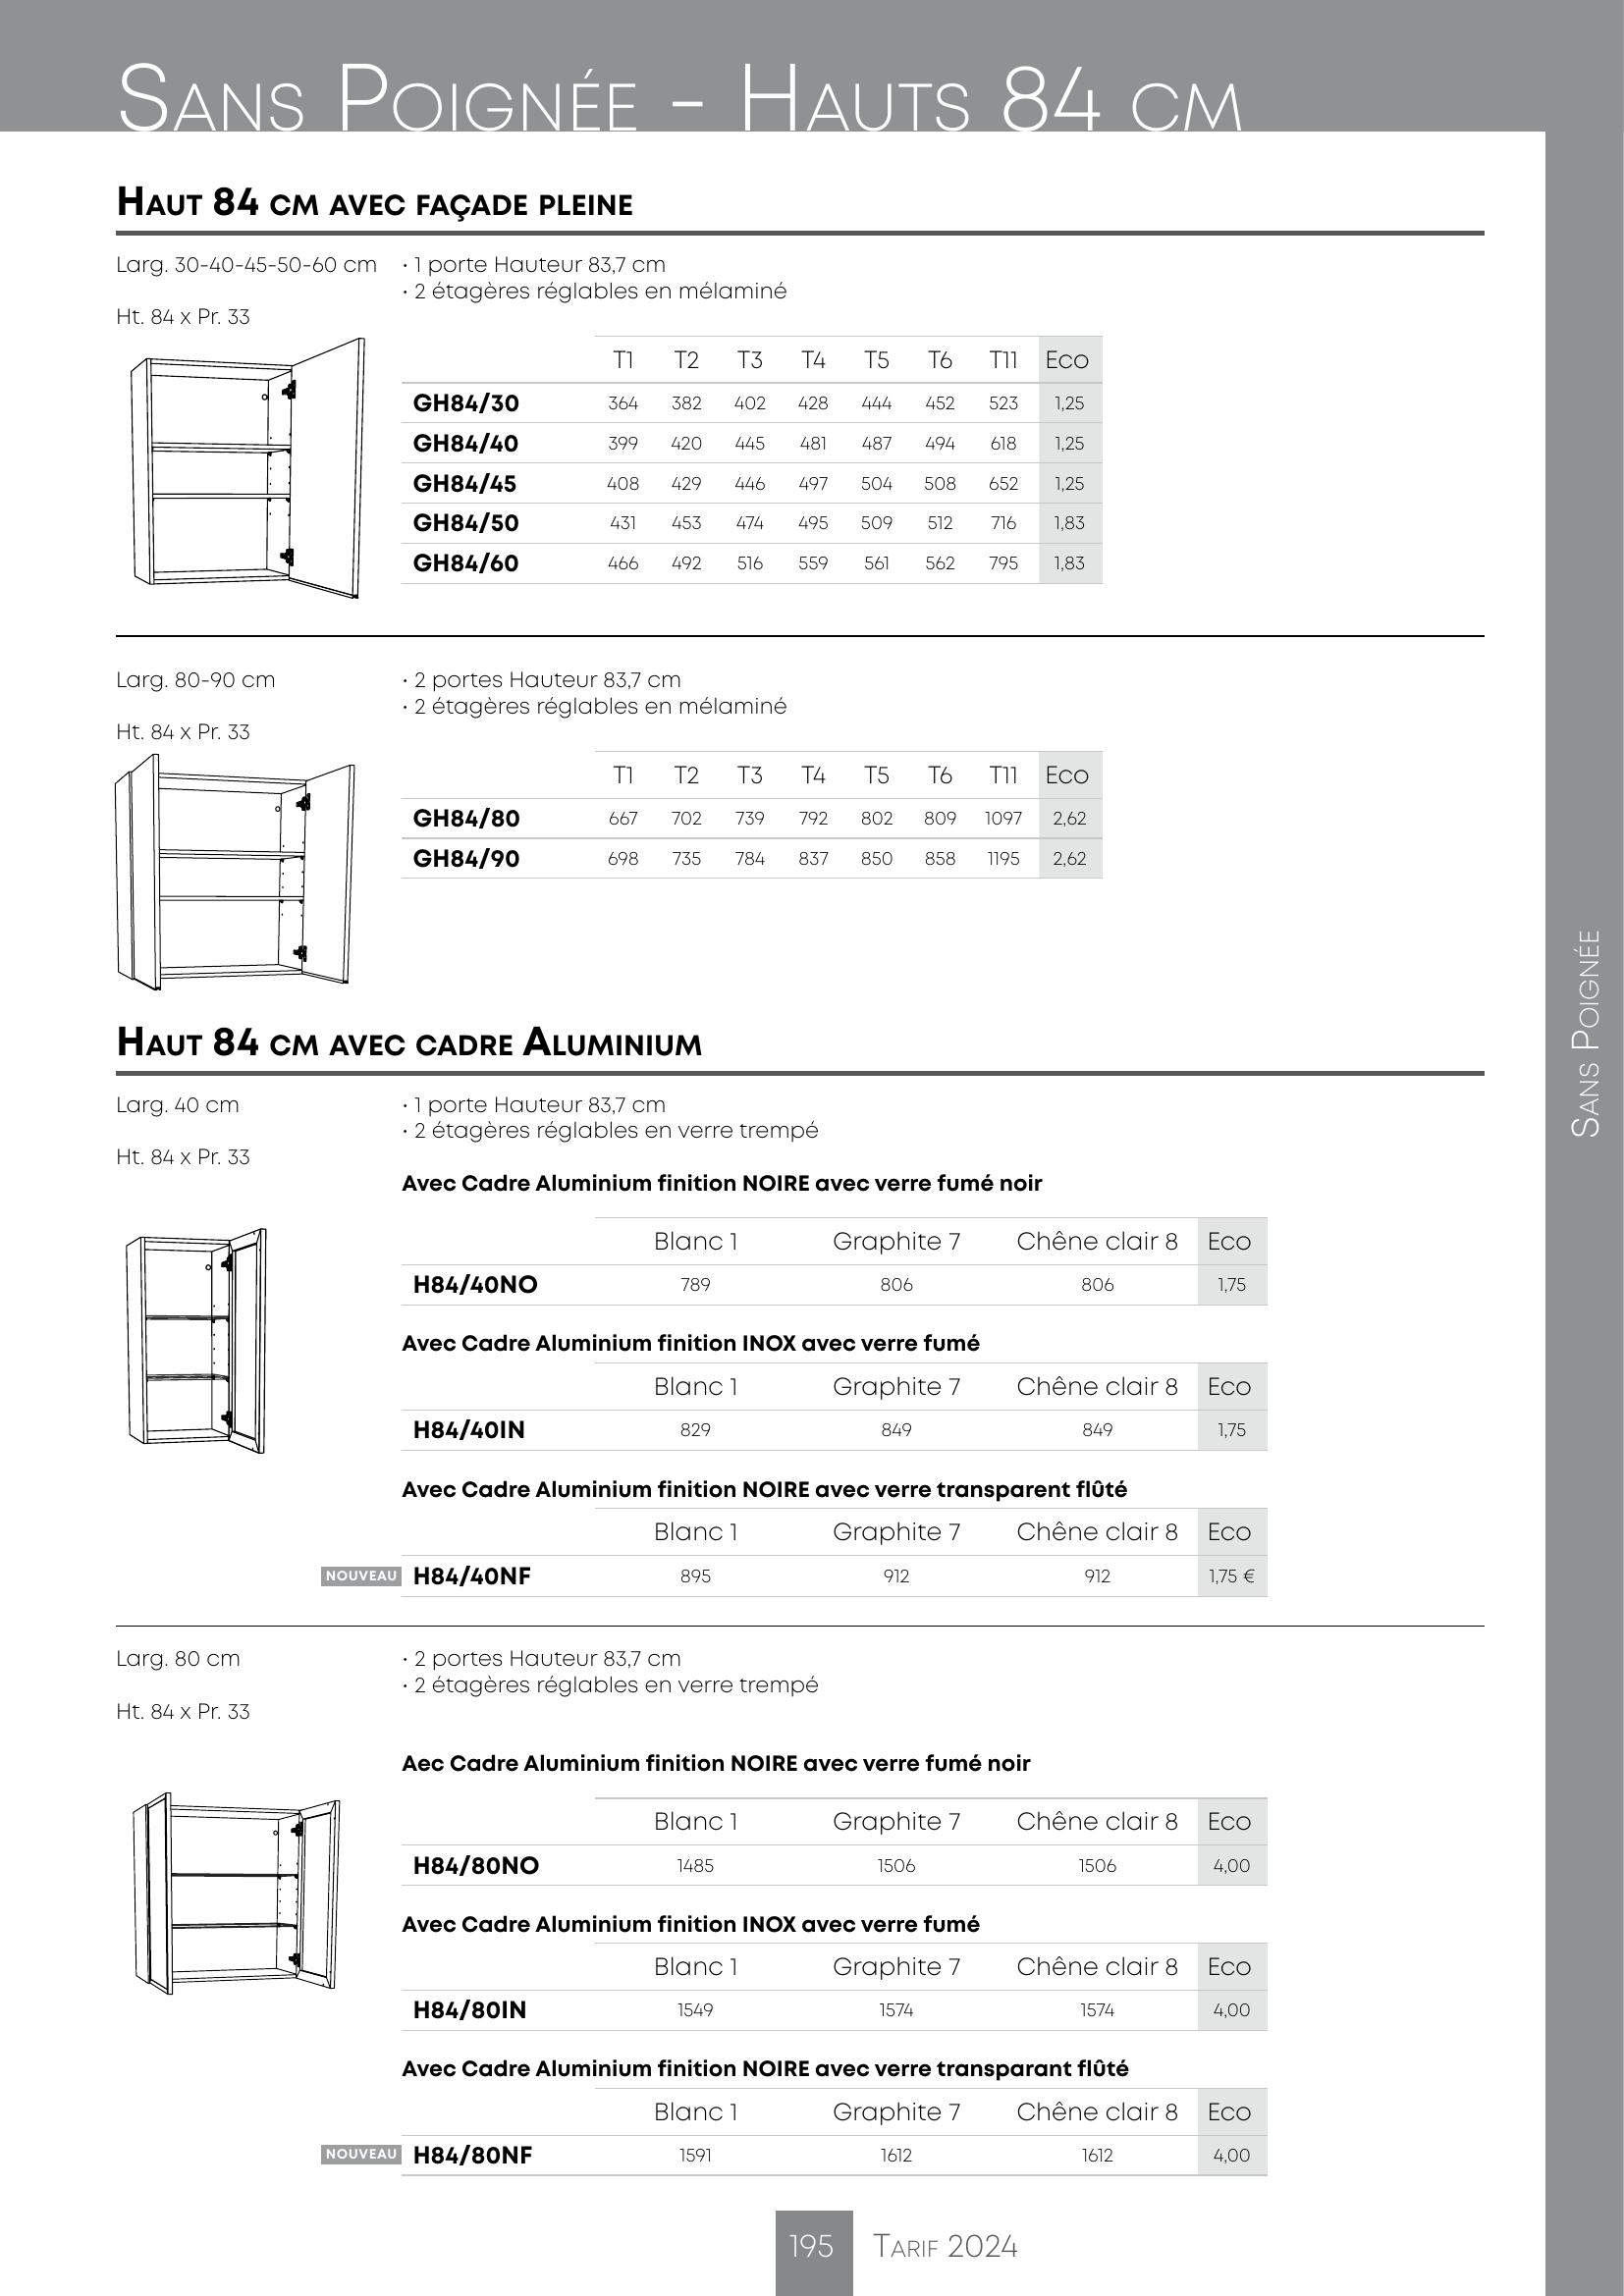 Sans Poignée - Hauts 84 cm
Haut 84 cm avec façade pleine
Larg. 30-40-45-50-60 cm
· 1 porte Hauteur 83,7 cm
· 2 étagères réglables en mélaminé
Ht. 84 x Pr. 33
T1 T2 T3 T4 T5 T6 T11 Eco
GH84/30 364 382 402 428 444 452 523 1,25
GH84/40 399 420 445 481 487 494 618 1,25
GH84/45 408 429 446 497 504 508 652 1,25
GH84/50 431 453 474 495 509 512 716 1,83
GH84/60 466 492 516 559 561 562 795 1,83
Larg. 80-90 cm
· 2 portes Hauteur 83,7 cm
· 2 étagères réglables en mélaminé
Ht. 84 x Pr. 33
T1 T2 T3 T4 T5 T6 T11 Eco
GH84/80 667 702 739 792 802 809 1097 2,62
GH84/90 698 735 784 837 850 858 1195 2,62
Haut 84 cm avec cadre Aluminium
Larg. 40 cm
· 1 porte Hauteur 83,7 cm
· 2 étagères réglables en verre trempé
Ht. 84 x Pr. 33
Avec Cadre Aluminium finition NOIRE avec verre fumé noir
Blanc 1 Graphite 7 Chêne clair 8 Eco
H84/40NO 789 806 806 1,75
Avec Cadre Aluminium finition INOX avec verre fumé
Blanc 1 Graphite 7 Chêne clair 8 Eco
H84/40IN 829 849 849 1,75
Avec Cadre Aluminium finition NOIRE avec verre transparent flûté
Blanc 1 Graphite 7 Chêne clair 8 Eco
NOUVEAU H84/40NF 895 912 912 1,75 €
Larg. 80 cm
· 2 portes Hauteur 83,7 cm
· 2 étagères réglables en verre trempé
Ht. 84 x Pr. 33
Aec Cadre Aluminium finition NOIRE avec verre fumé noir
Blanc 1 Graphite 7 Chêne clair 8 Eco
H84/80NO 1485 1506 1506 4,00
Avec Cadre Aluminium finition INOX avec verre fumé
Blanc 1 Graphite 7 Chêne clair 8 Eco
H84/80IN 1549 1574 1574 4,00
Avec Cadre Aluminium finition NOIRE avec verre transparant flûté
Blanc 1 Graphite 7 Chêne clair 8 Eco
NOUVEAU H84/80NF 1591 1612 1612 4,00
Sans Poignée
195 Tarif 2024